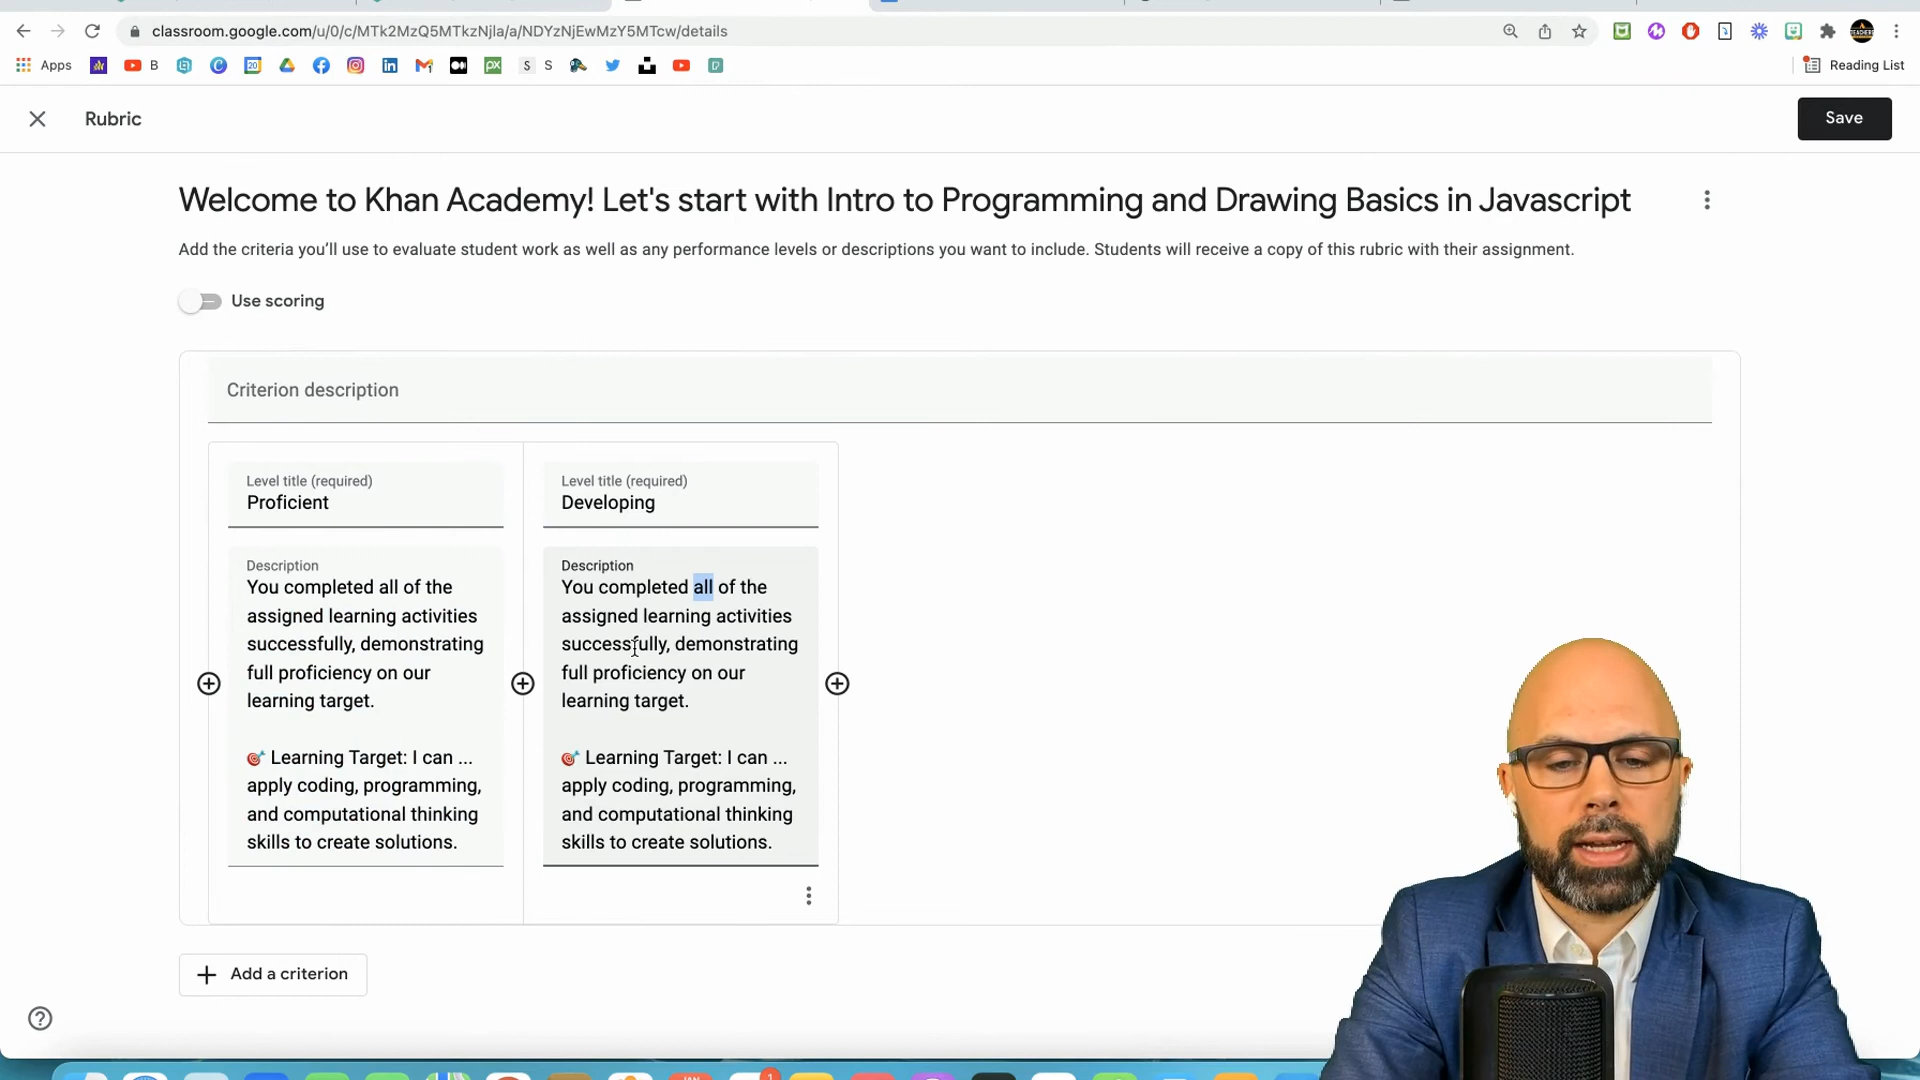 classroom.google.com/u/0/c/MTk2MzQ5MTkzNjla/a/NDYzNjEwMzY5MTcw/details
Apps
B
20
S
S
Reading List
Rubric
Save
Welcome to Khan Academy! Let's start with Intro to Programming and Drawing Basics in Javascript
Add the criteria you'll use to evaluate student work as well as any performance levels or descriptions you want to include. Students will receive a copy of this rubric with their assignment.
Use scoring
Criterion description
Level title (required)
Proficient
Description
You completed all of the
assigned learning activities
successfully, demonstrating
full proficiency on our
learning target.
🎯 Learning Target: I can ...
apply coding, programming,
and computational thinking
skills to create solutions.
Level title (required)
Developing
Description
You completed all of the
assigned learning activities
successfully, demonstrating
full proficiency on our
learning target.
🎯 Learning Target: I can ...
apply coding, programming,
and computational thinking
skills to create solutions.
Add a criterion
JAN
1